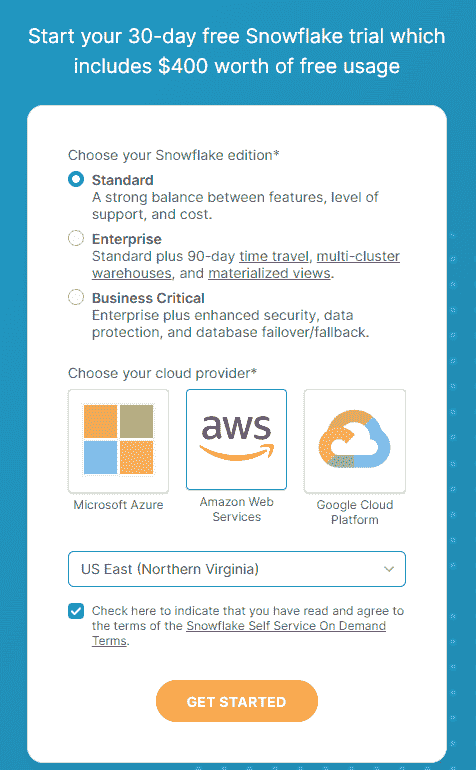 Start your 30-day free Snowflake trial which
includes $400 worth of free usage
Choose your Snowflake edition*
Standard
A strong balance between features, level of
support, and cost.
Enterprise
Standard plus 90-day time travel, multi-cluster
warehouses, and materialized views.
Business Critical
Enterprise plus enhanced security, data
protection, and database failover/fallback.
Choose your cloud provider*
aws
Microsoft Azure
Amazon Web
Services
Google Cloud
Platform
US East (Northern Virginia)
Check here to indicate that you have read and agree to
the terms of the Snowflake Self Service On Demand
Terms.
GET STARTED